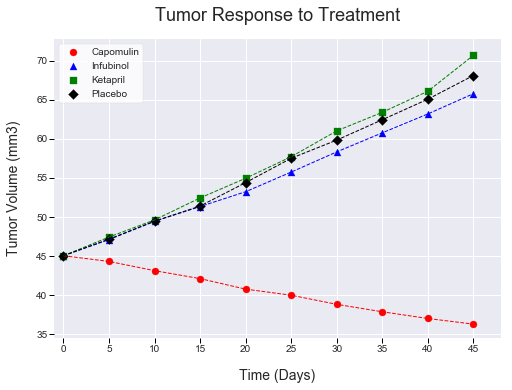 Tumor Response to Treatment
Capomulin
Infubinol
Ketapril
Placebo
Tumor Volume (mm3)
70
65
60
55
50
45
40
35
0 5 10 15 20 25 30 35 40 45
Time (Days)